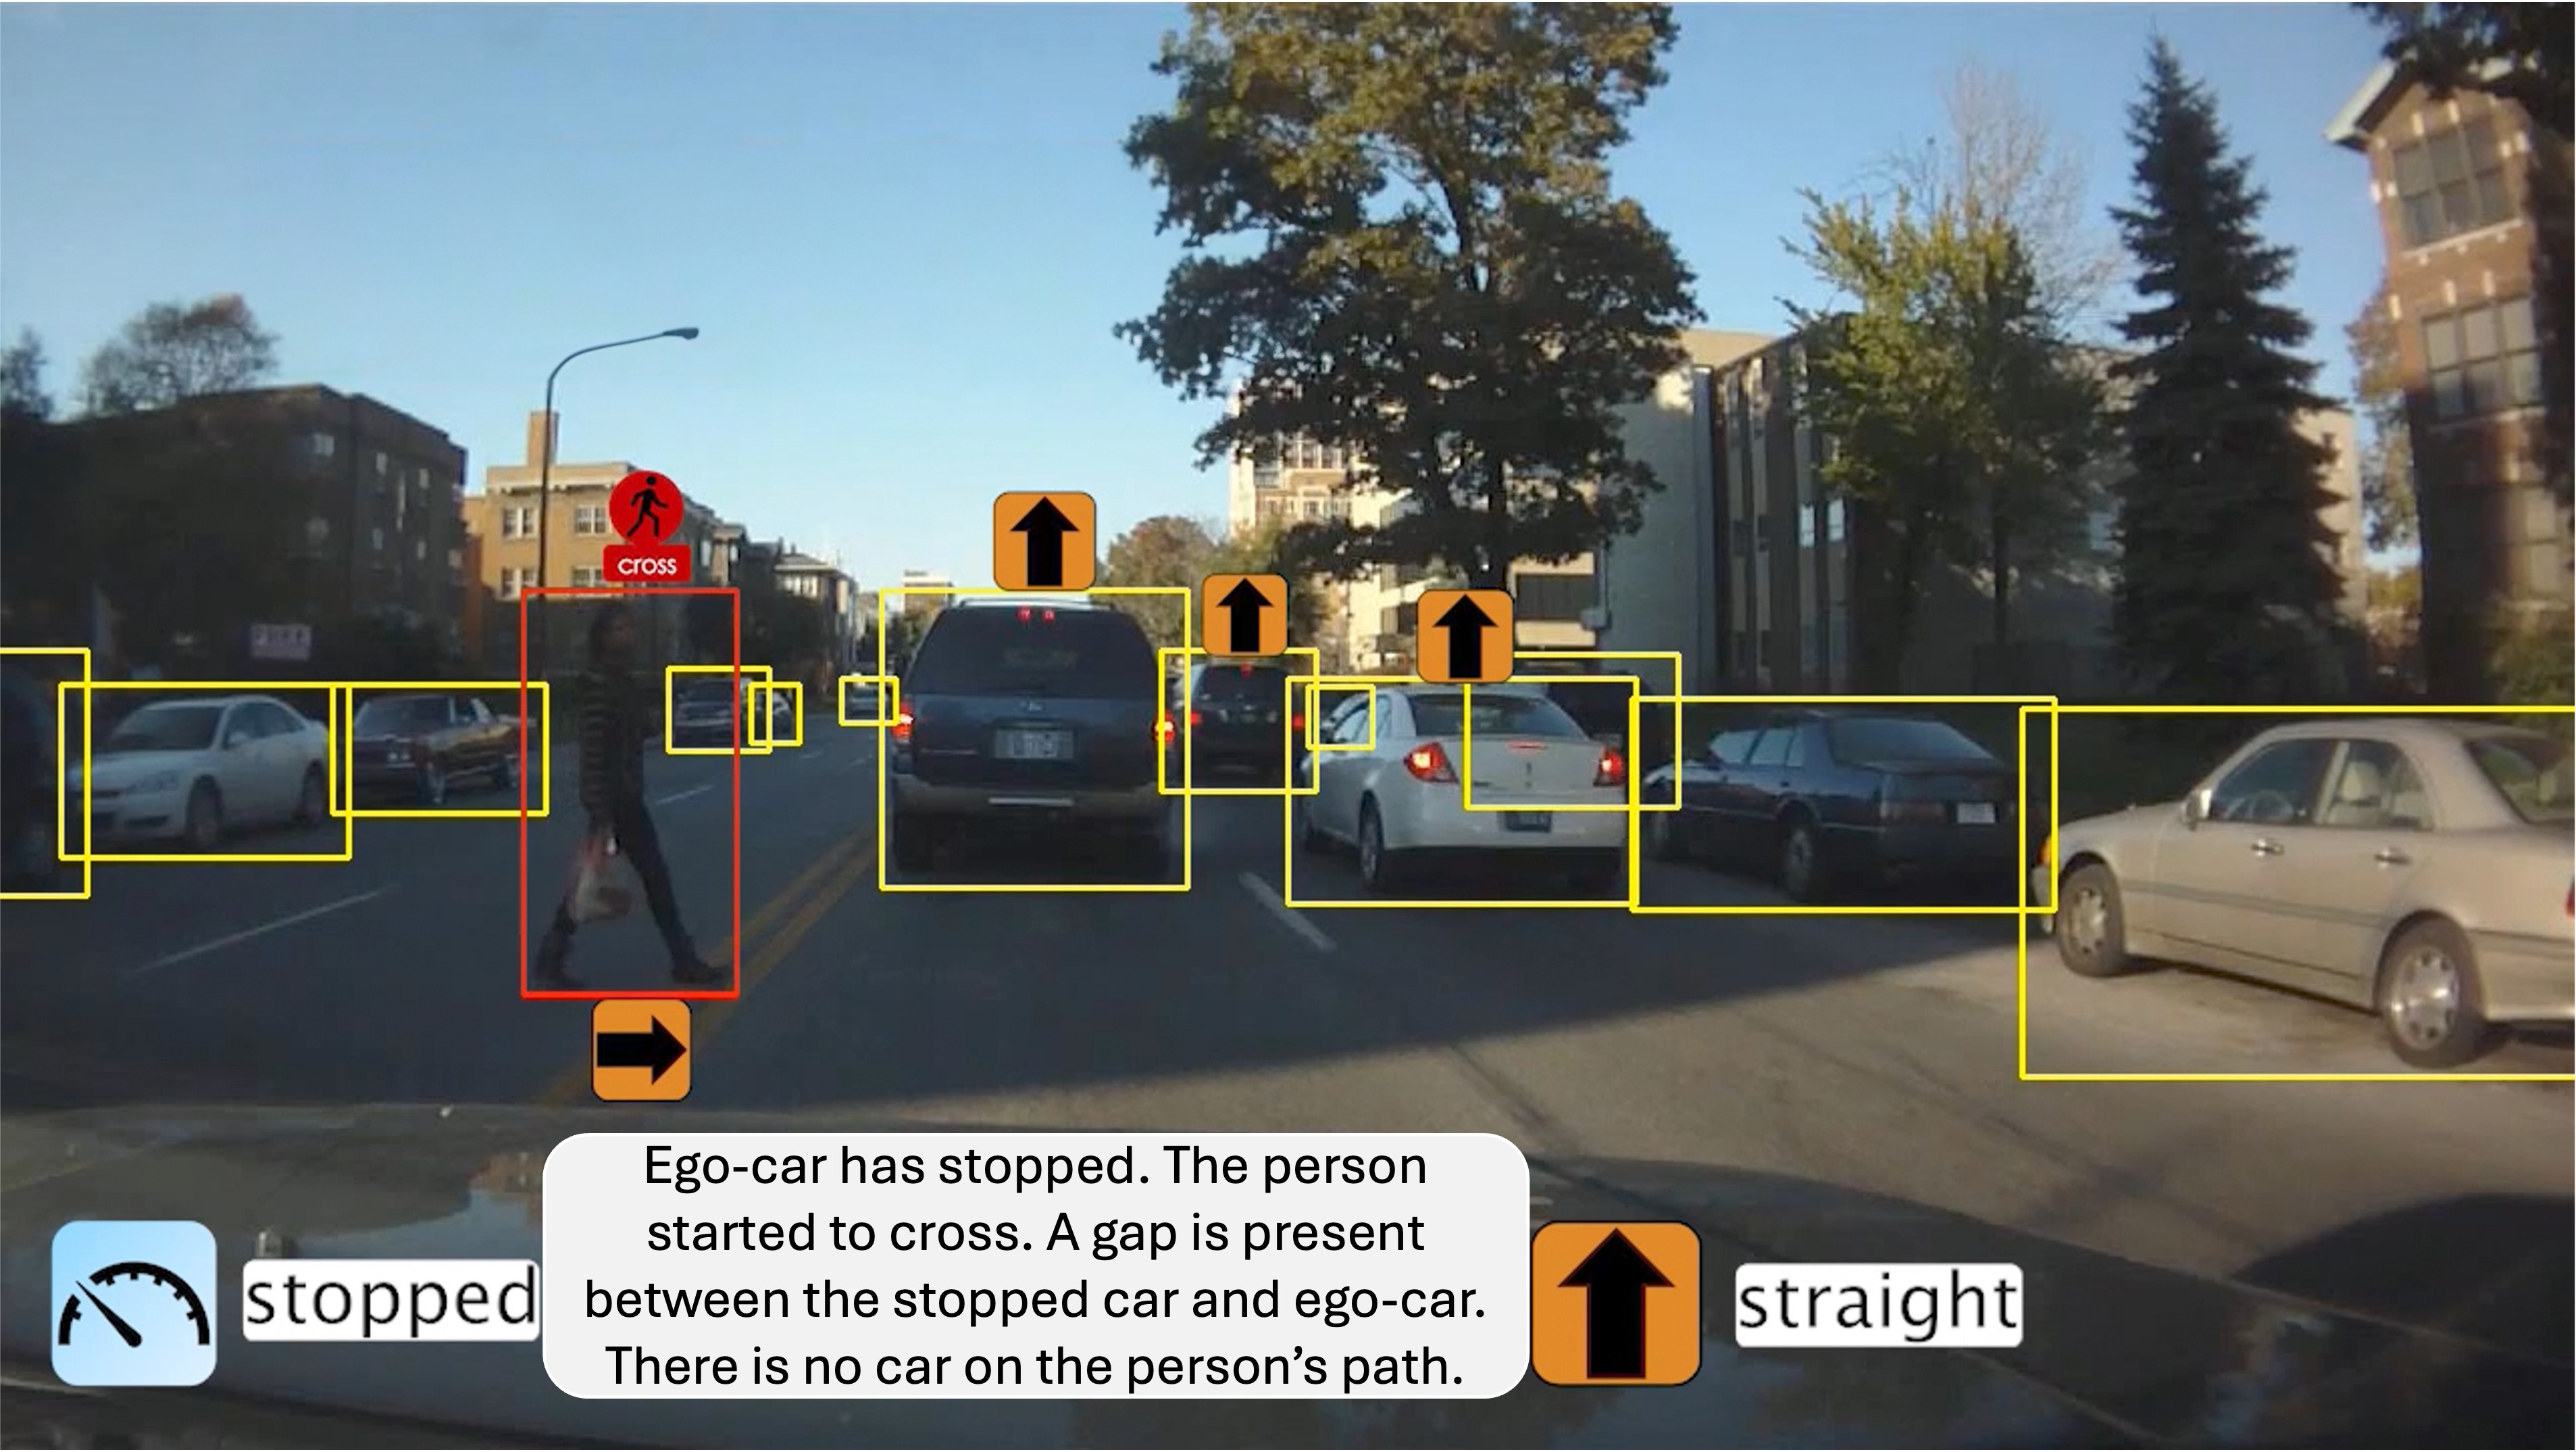 FREE
cross
Ego-car has stopped. The person
started to cross. A gap is present
between the stopped car and ego-car.
There is no car on the person’s path.
stopped
straight